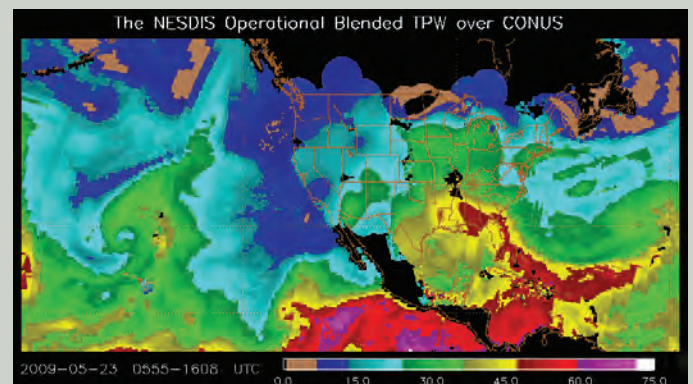 The NESDIS Operational Blended TPW over CONUS
2009-05-23 0555-1608 UTC
0.0 15.0 30.0 45.0 60.0 75.0